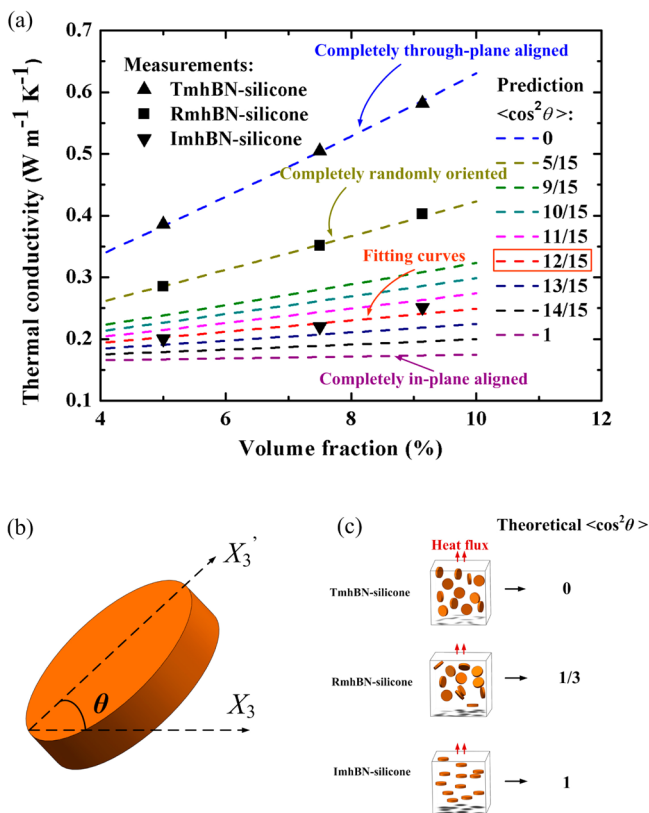 (a)
0.7
0.6
0.5
0.4
0.3
0.2
0.1
Thermal conductivity (W m⁻¹ K⁻¹)
Completely through-plane aligned
Measurements:
TmhBN-silicone
RmhBN-silicone
ImhBN-silicone
Prediction
<cos²θ>:
0
5/15
9/15
10/15
11/15
12/15
13/15
14/15
1
Completely randomly oriented
Fitting curves
Completely in-plane aligned
4
6
8
10
12
Volume fraction (%)
(b)
X₃’
θ
X₃
(c)
Theoretical <cos²θ >
Heat flux
TmhBN-silicone
0
RmhBN-silicone
1/3
ImhBN-silicone
1